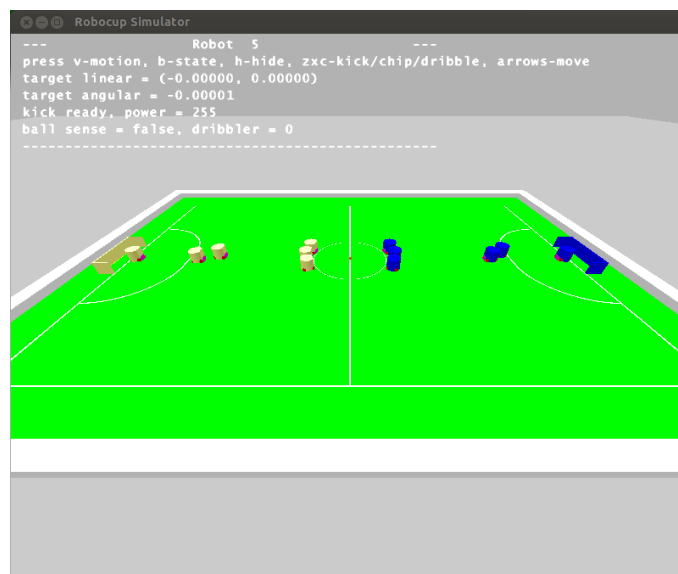 Robocup Simulator
--- Robot 5 ---
press v-motion, b-state, h-hide, zxc-kick/chip/dribble, arrows-move
target linear = (-0.00000, 0.00000)
target angular = -0.00001
kick ready, power = 255
ball sense = false, dribbler = 0
-------------------------------------------------